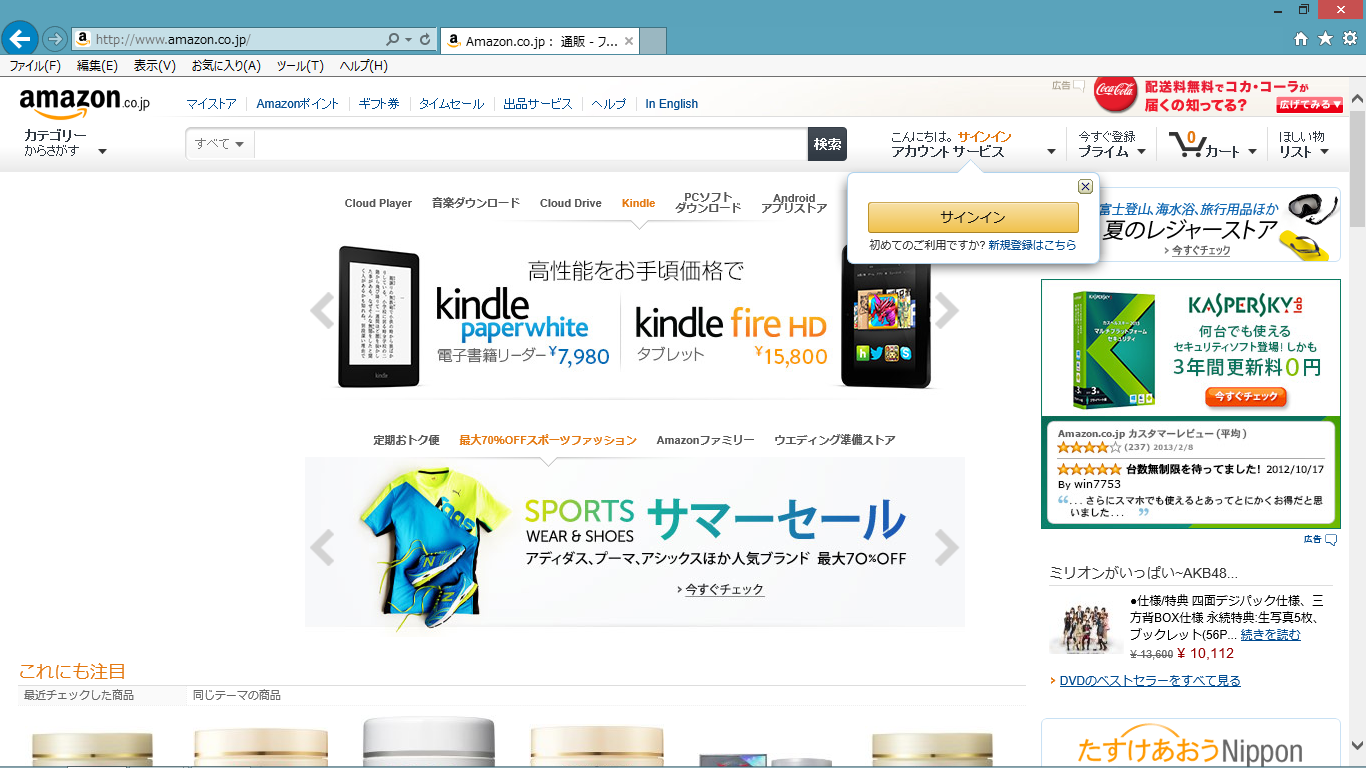 http://www.amazon.co.jp/
Amazon.co.jp： 通販 - フ...
ファイル(F) 編集(E) 表示(V) お気に入り(A) ツール(T) ヘルプ(H)
amazon.co.jp
マイストア Amazonポイント ギフト券 タイムセール 出品サービス ヘルプ In English
広告
Coca-Cola
配送料無料でコカ・コーラが
届くの知ってる?
広げてみる▼
カテゴリー
からさがす
すべて
検索
こんにちは。サインイン
アカウントサービス
今すぐ登録
プライム
0
カート
ほしい物
リスト
サインイン
初めてのご利用ですか? 新規登録はこちら
Cloud Player 音楽ダウンロード Cloud Drive Kindle PCソフト
ダウンロード Android
アプリストア
高性能をお手頃価格で
kindle
paperwhite
電子書籍リーダー ¥7,980
kindle fire HD
タブレット ¥15,800
kindle
富士登山、海水浴、旅行用品ほか
夏のレジャーストア
› 今すぐチェック
KASPERSKY lab
何台でも使える
セキュリティソフト登場! しかも
3年間更新料0円
今すぐチェック
Amazon.co.jp カスタマーレビュー (平均)
(237) 2013/2/8
台数無制限を待ってました! 2012/10/17
By win7753
“... さらにスマホでも使えるとあってとにかくお得だと思
いました... ”
広告
定期おトク便 最大70%OFFスポーツファッション Amazonファミリー ウエディング準備ストア
SPORTS サマーセール
WEAR & SHOES
アディダス、プーマ、アシックスほか人気ブランド 最大70%OFF
› 今すぐチェック
ミリオンがいっぱい~AKB48...
●仕様/特典 四面デジパック仕様、三
方背BOX仕様 永続特典:生写真5枚、
ブックレット(56P... 続きを読む
¥ 13,600 ¥ 10,112
› DVDのベストセラーをすべて見る
これにも注目
最近チェックした商品 同じテーマの商品
たすけあおうNippon